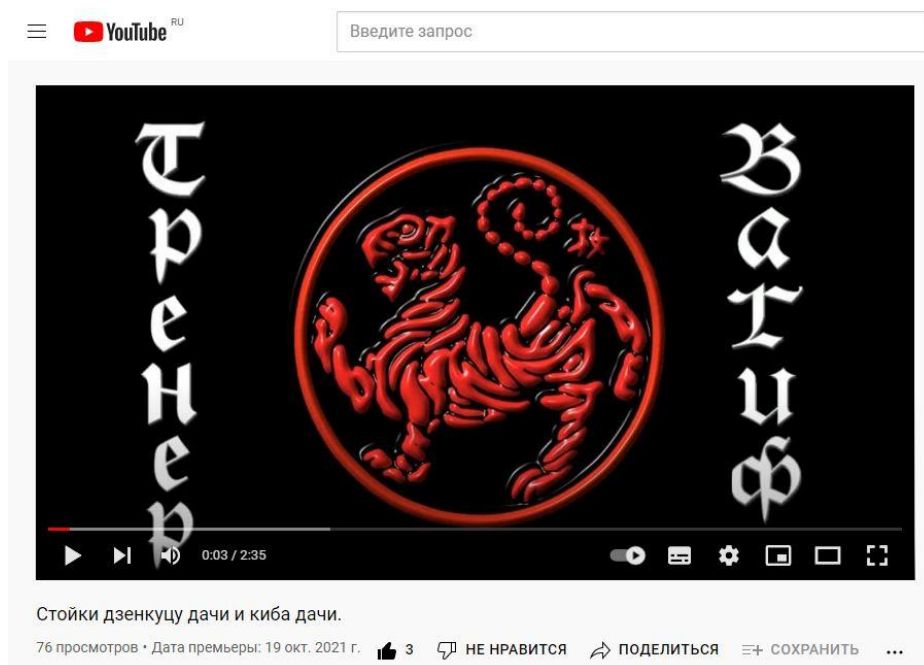 YouTube RU
Введите запрос
Тренер
Вагиф
0:03 / 2:35
Стойки дзенкуцу дачи и киба дачи.
76 просмотров • Дата премьеры: 19 окт. 2021 г. 3 НЕ НРАВИТСЯ ПОДЕЛИТЬСЯ СОХРАНИТЬ ...